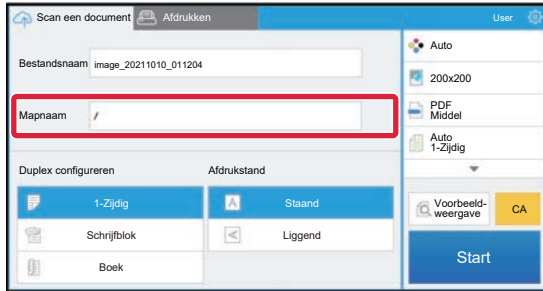 Scan een document
Afdrukken
User
Bestandsnaam
image_20211010_011204
Mapnaam
/
Duplex configureren
Afdrukstand
1-Zijdig
Staand
A
Schrijfblok
Liggend
A
Boek
Auto
200x200
PDF
Middel
Auto
1-Zijdig
Voorbeeld-
weergave
CA
Start